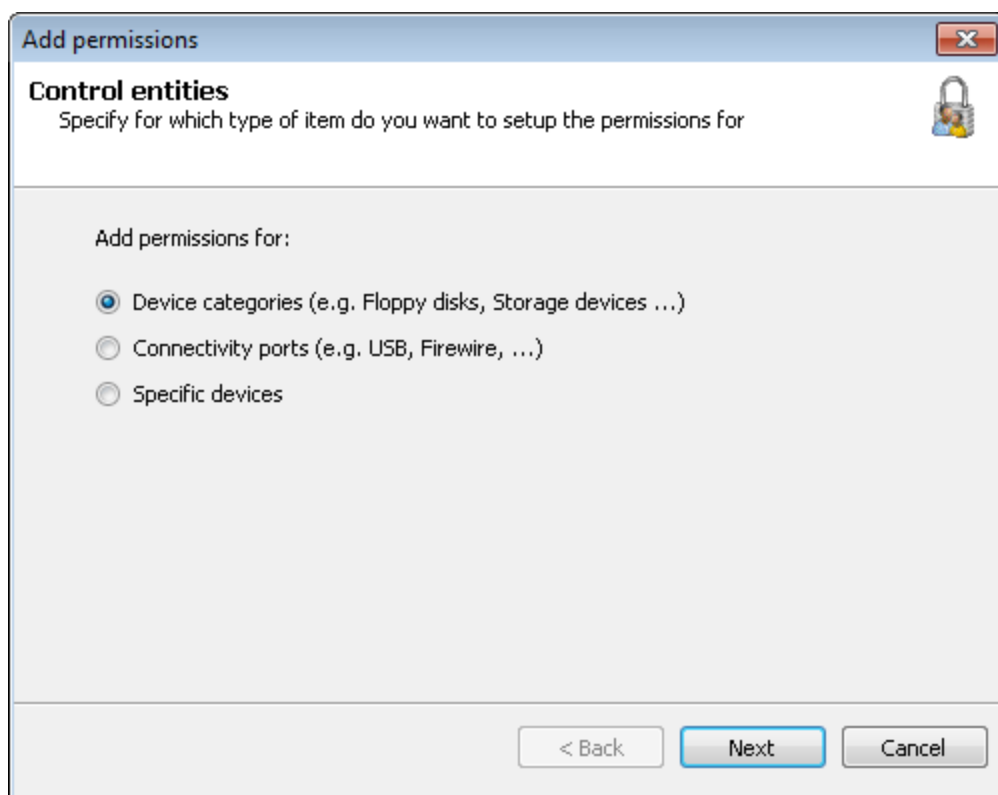 Add permissions
Control entities
Specify for which type of item do you want to setup the permissions for
Add permissions for:
Device categories (e.g. Floppy disks, Storage devices ...)
Connectivity ports (e.g. USB, Firewire, ...)
Specific devices
< Back Next Cancel